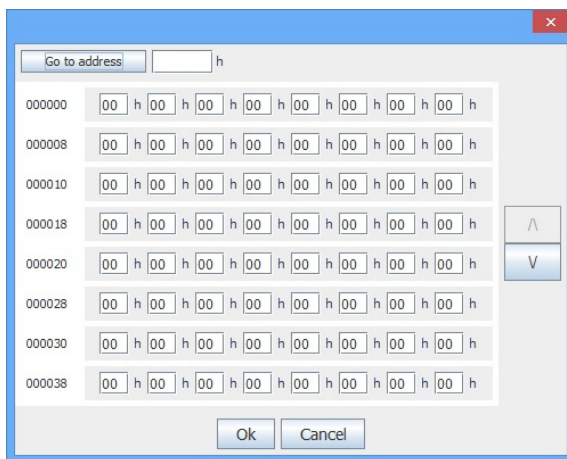 Go to address h
000000 00 h 00 h 00 h 00 h 00 h 00 h 00 h 00 h
000008 00 h 00 h 00 h 00 h 00 h 00 h 00 h 00 h
000010 00 h 00 h 00 h 00 h 00 h 00 h 00 h 00 h
000018 00 h 00 h 00 h 00 h 00 h 00 h 00 h 00 h
000020 00 h 00 h 00 h 00 h 00 h 00 h 00 h 00 h
000028 00 h 00 h 00 h 00 h 00 h 00 h 00 h 00 h
000030 00 h 00 h 00 h 00 h 00 h 00 h 00 h 00 h
000038 00 h 00 h 00 h 00 h 00 h 00 h 00 h 00 h
/\
V
Ok Cancel